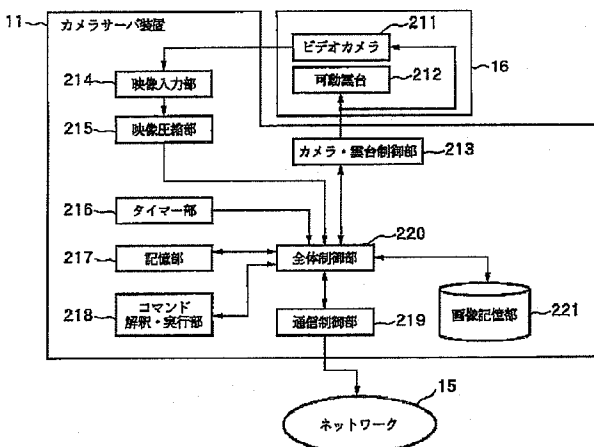 11
カメラサーバ装置
211
ビデオカメラ
212
可動雲台
16
214
映像入力部
215
映像圧縮部
カメラ・雲台制御部
213
216
タイマー部
220
217
記憶部
全体制御部
218
コマンド
解釈・実行部
通信制御部
219
画像記憶部
221
15
ネットワーク